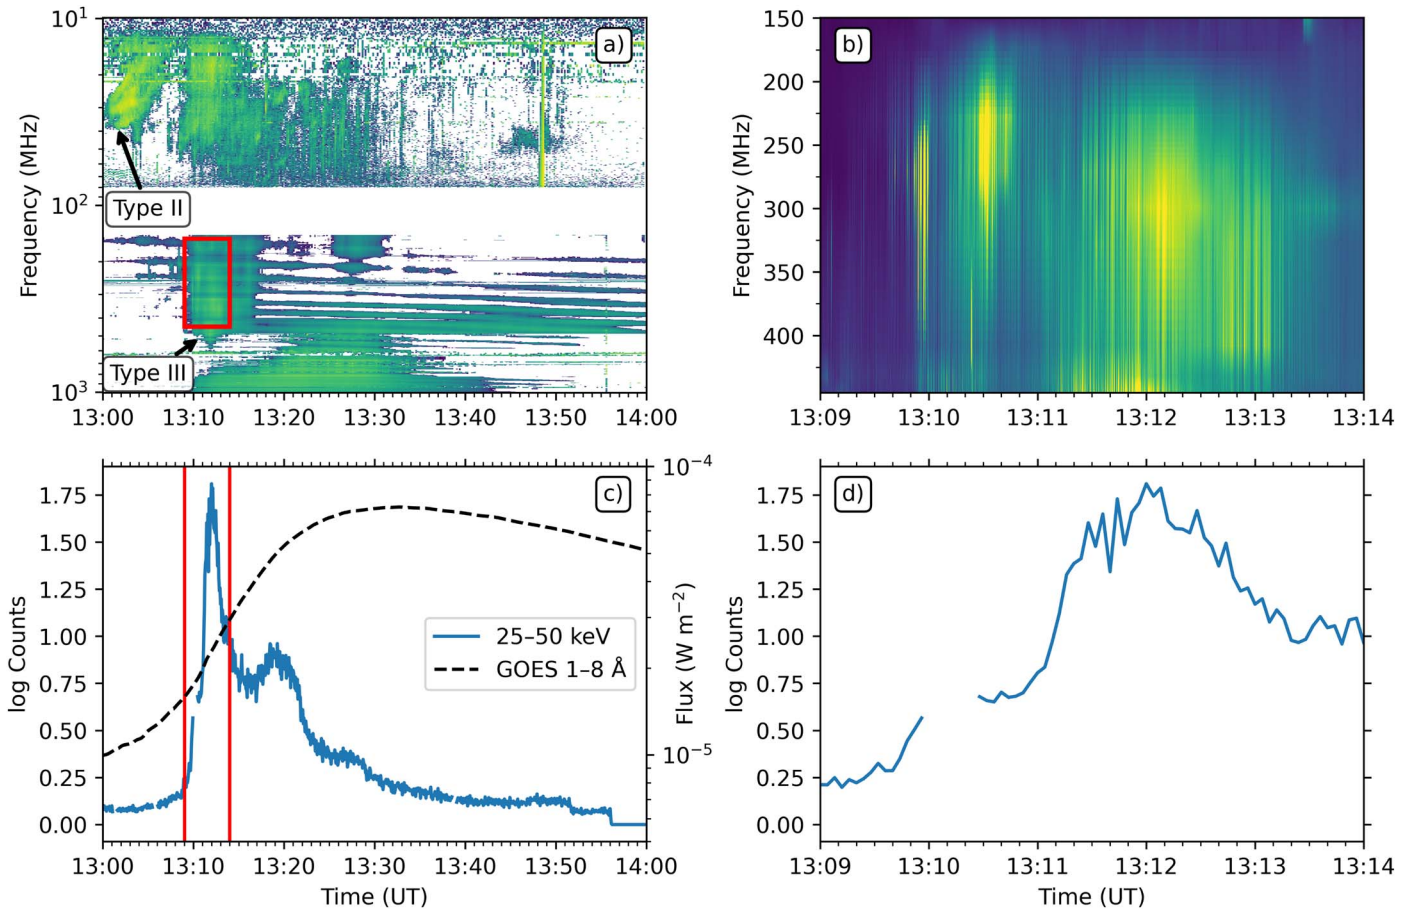 10¹
10²
10³
Frequency (MHz)
a)
Type II
Type III
13:00 13:10 13:20 13:30 13:40 13:50 14:00
150
200
250
300
350
400
Frequency (MHz)
b)
13:09 13:10 13:11 13:12 13:13 13:14
1.75
1.50
1.25
1.00
0.75
0.50
0.25
0.00
log Counts
c)
25–50 keV
GOES 1–8 Å
10⁻⁴
10⁻⁵
Flux (W m⁻²)
13:00 13:10 13:20 13:30 13:40 13:50 14:00
Time (UT)
1.75
1.50
1.25
1.00
0.75
0.50
0.25
0.00
log Counts
d)
13:09 13:10 13:11 13:12 13:13 13:14
Time (UT)